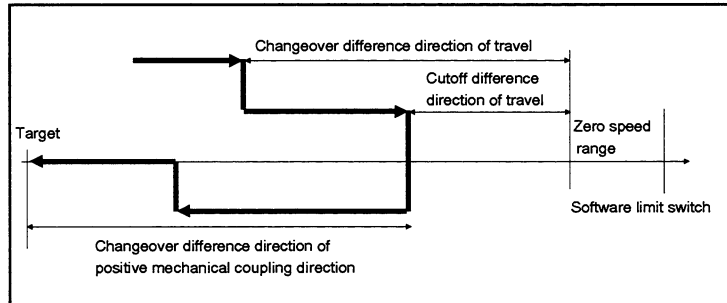 Changeover difference direction of travel
Cutoff difference
direction of travel
Target
Zero speed
range
Software limit switch
Changeover difference direction of
positive mechanical coupling direction